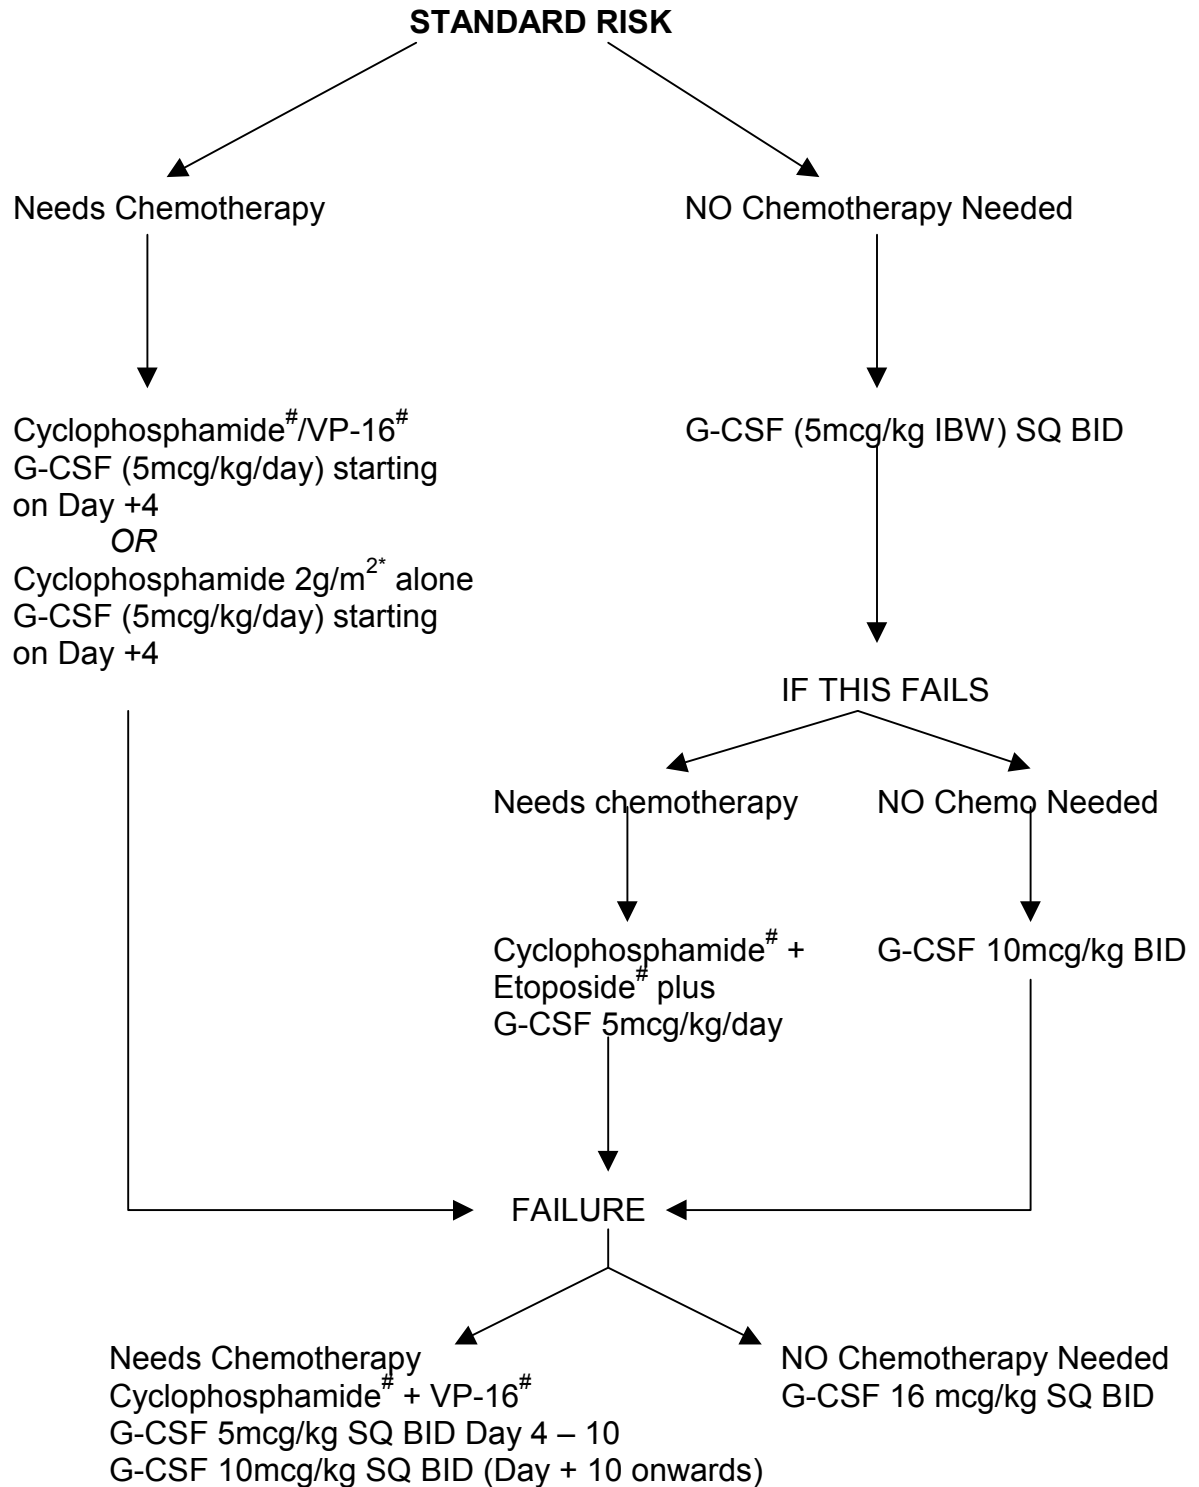 STANDARD RISK
Needs Chemotherapy
NO Chemotherapy Needed
Cyclophosphamide#/VP-16#
G-CSF (5mcg/kg/day) starting
on Day +4
OR
Cyclophosphamide 2g/m2* alone
G-CSF (5mcg/kg/day) starting
on Day +4
G-CSF (5mcg/kg IBW) SQ BID
IF THIS FAILS
Needs chemotherapy
NO Chemo Needed
Cyclophosphamide# +
Etoposide# plus
G-CSF 5mcg/kg/day
G-CSF 10mcg/kg BID
FAILURE
Needs Chemotherapy
Cyclophosphamide# + VP-16#
G-CSF 5mcg/kg SQ BID Day 4 – 10
G-CSF 10mcg/kg SQ BID (Day + 10 onwards)
NO Chemotherapy Needed
G-CSF 16 mcg/kg SQ BID